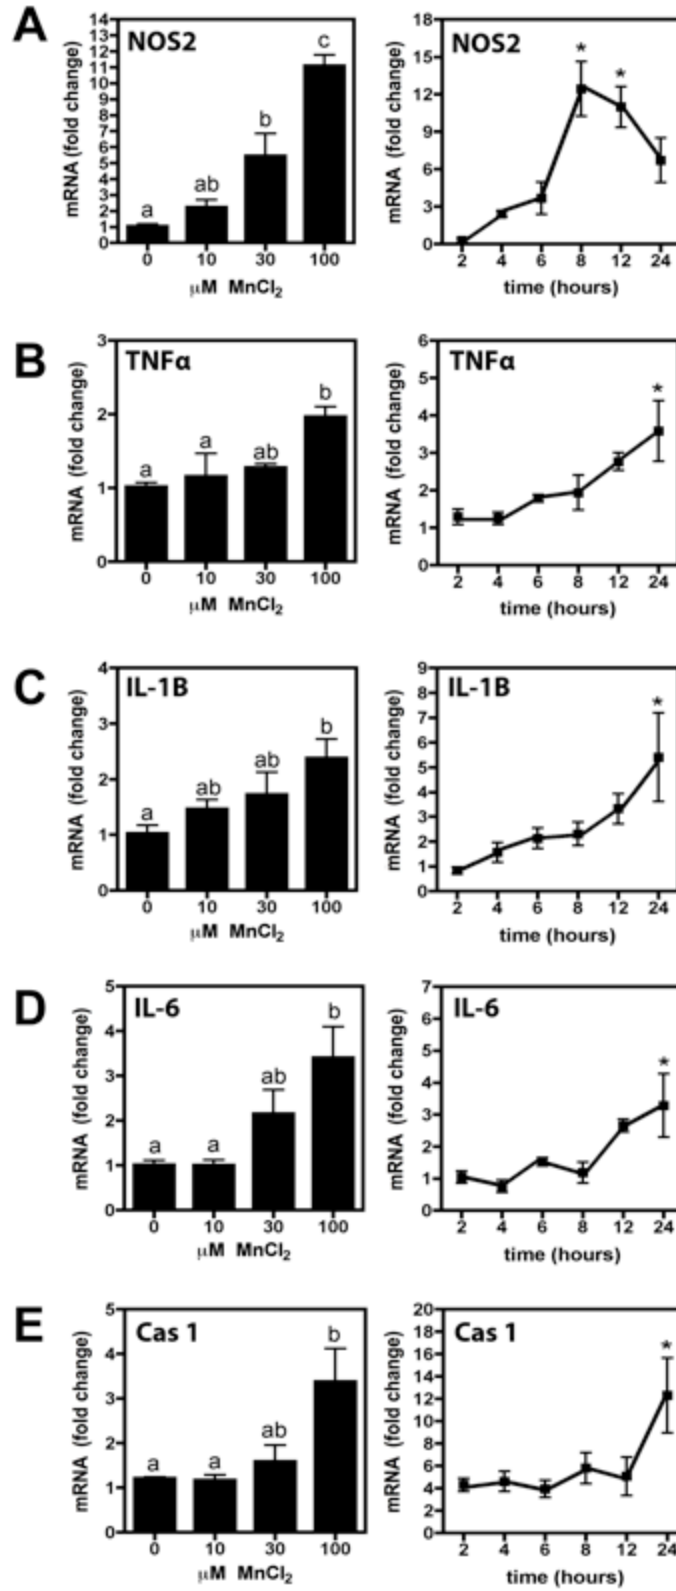 A
NOS2
mRNA (fold change)
14
13
12
11
10
9
8
7
6
5
4
3
2
1
0
a
ab
b
c
0 10 30 100
μM MnCl2
NOS2
mRNA (fold change)
18
15
12
9
6
3
0
* *
2 4 6 8 12 24
time (hours)
B
TNFα
mRNA (fold change)
3
2
1
0
a
a
ab
b
0 10 30 100
μM MnCl2
TNFα
mRNA (fold change)
6
5
4
3
2
1
0
*
2 4 6 8 12 24
time (hours)
C
IL-1B
mRNA (fold change)
4
3
2
1
0
a
ab
ab
b
0 10 30 100
μM MnCl2
IL-1B
mRNA (fold change)
9
8
7
6
5
4
3
2
1
0
*
2 4 6 8 12 24
time (hours)
D
IL-6
mRNA (fold change)
5
4
3
2
1
0
a
a
ab
b
0 10 30 100
μM MnCl2
IL-6
mRNA (fold change)
7
6
5
4
3
2
1
0
*
2 4 6 8 12 24
time (hours)
E
Cas 1
mRNA (fold change)
5
4
3
2
1
0
a
a
ab
b
0 10 30 100
μM MnCl2
Cas 1
mRNA (fold change)
20
18
16
14
12
10
8
6
4
2
0
*
2 4 6 8 12 24
time (hours)